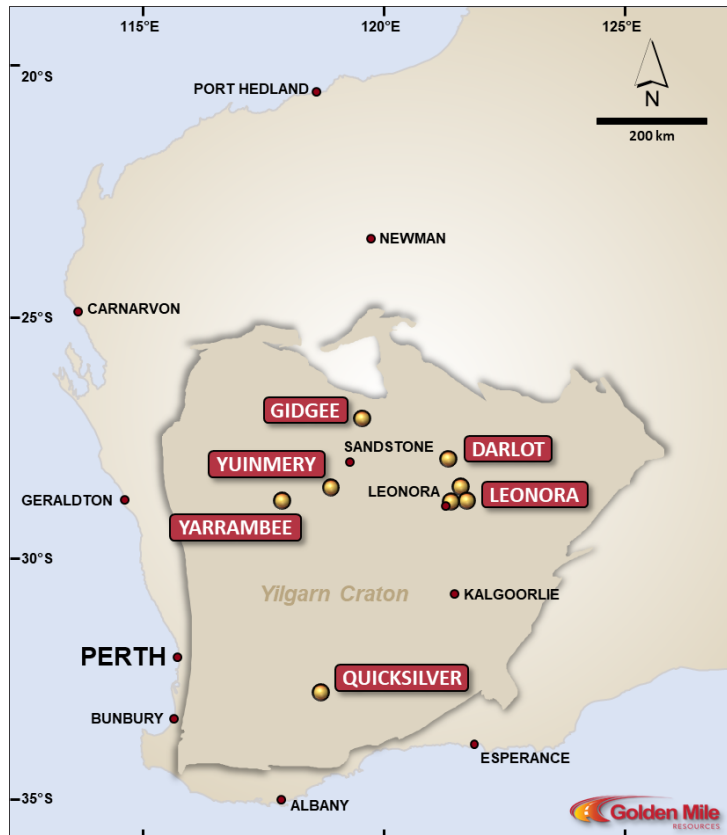 115°E
120°E
125°E
20°S
PORT HEDLAND
N
200 km
NEWMAN
25°S
CARNARVON
GIDGEE
SANDSTONE
DARLOT
YUINMERY
LEONORA
LEONORA
GERALDTON
YARRAMBEE
30°S
Yilgarn Craton
KALGOORLIE
PERTH
QUICKSILVER
BUNBURY
ESPERANCE
35°S
ALBANY
Golden Mile
RESOURCES